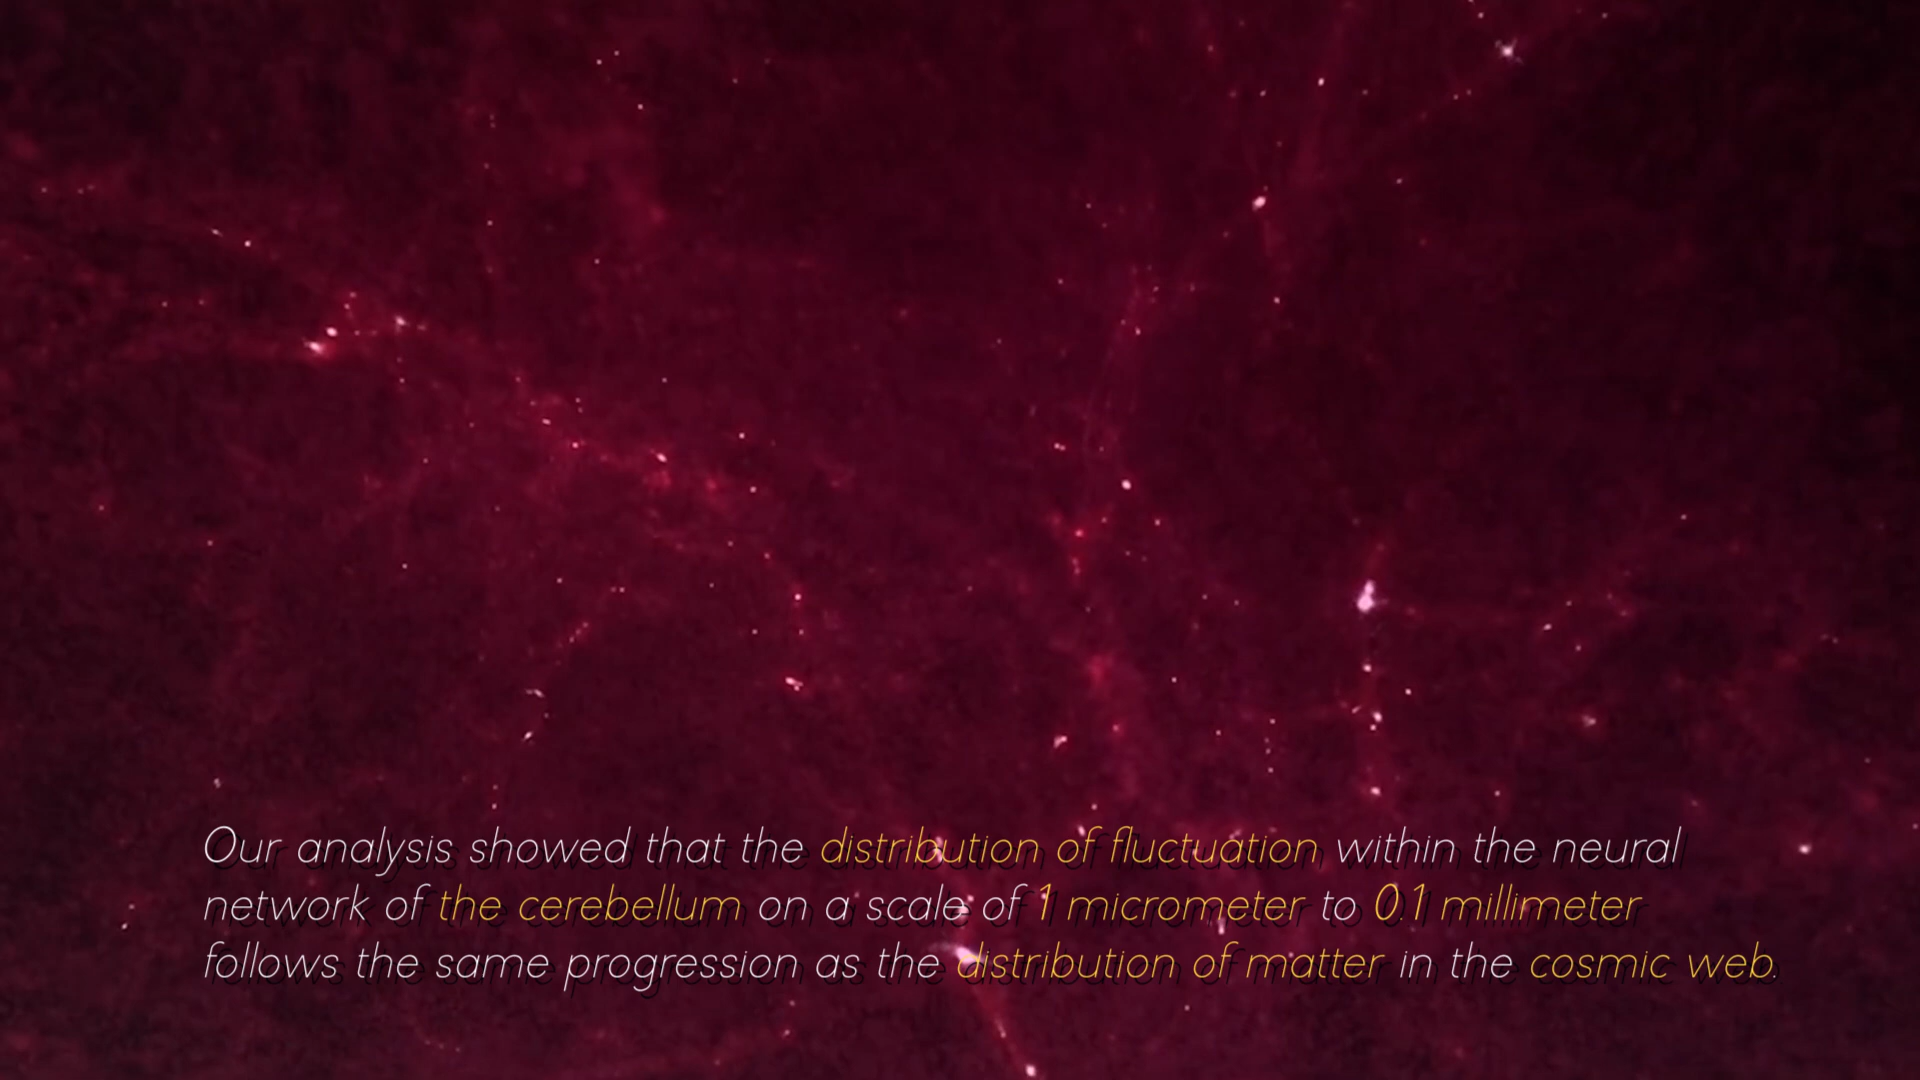 Our analysis showed that the distribution of fluctuation within the neural
network of the cerebellum on a scale of 1 micrometer to 0.1 millimeter
follows the same progression as the distribution of matter in the cosmic web.